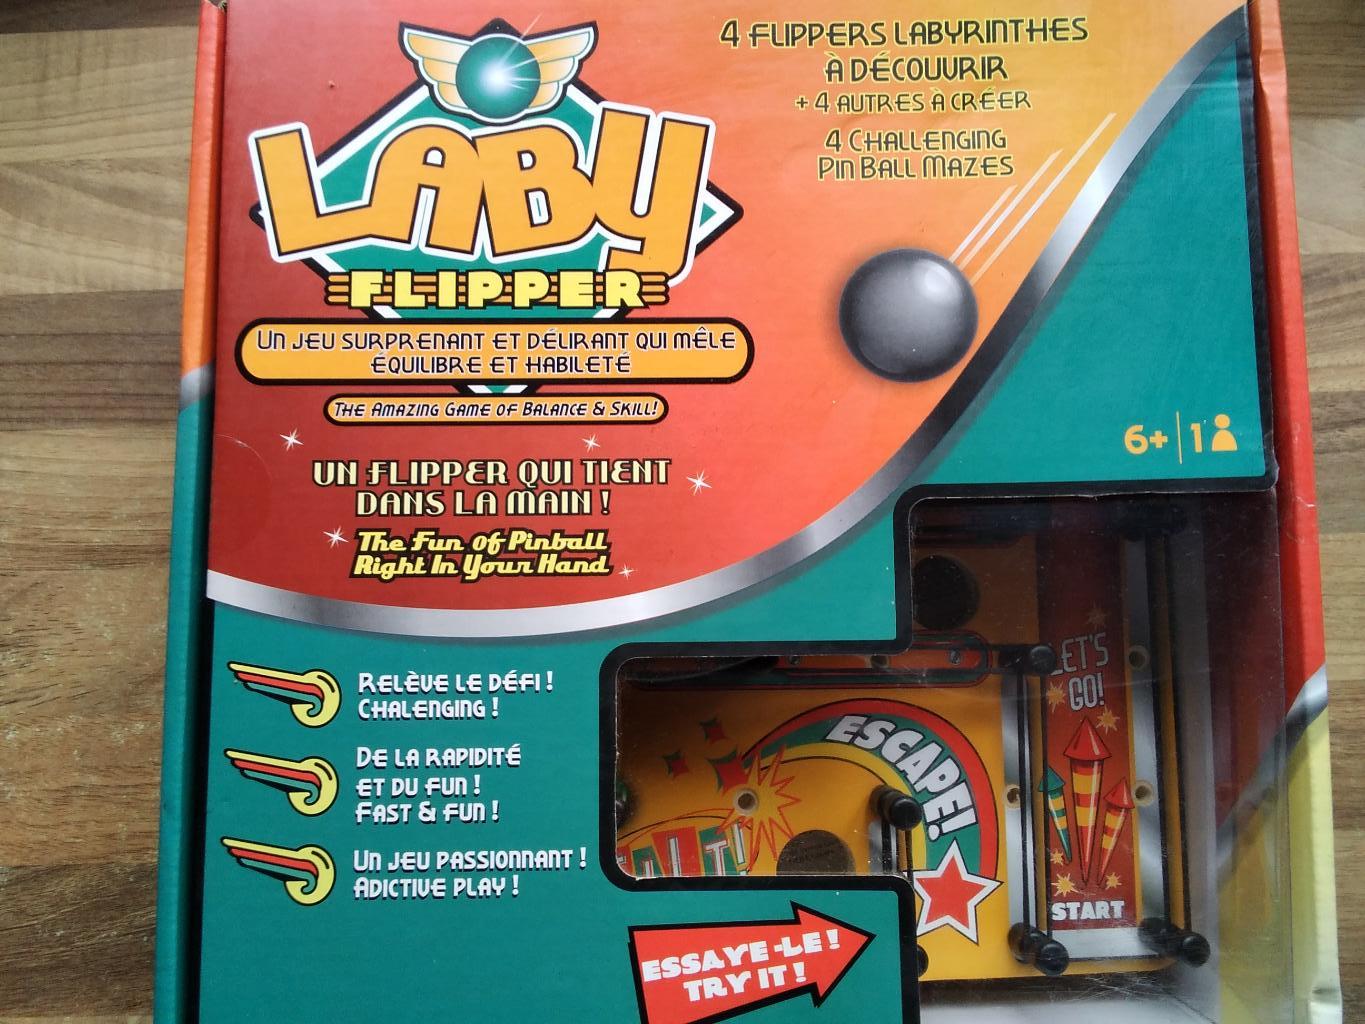 LABY
FLIPPER
UN JEU SURPRENANT ET DÉLIRANT QUI MÊLE
ÉQUILIBRE ET HABILETÉ
THE AMAZING GAME OF BALANCE & SKILL!
UN FLIPPER QUI TIENT
DANS LA MAIN !
The Fun of Pinball
Right In Your Hand
4 FLIPPERS LABYRINTHES
À DÉCOUVRIR
+ 4 AUTRES À CRÉER
4 CHALLENGING
PIN BALL MAZES
6+ | 1
RELÈVE LE DÉFI !
CHALENGING !
DE LA RAPIDITÉ
ET DU FUN !
FAST & FUN !
UN JEU PASSIONNANT !
ADICTIVE PLAY !
LET'S
GO!
ESCAPE!
START
ESSAYE-LE !
TRY IT !